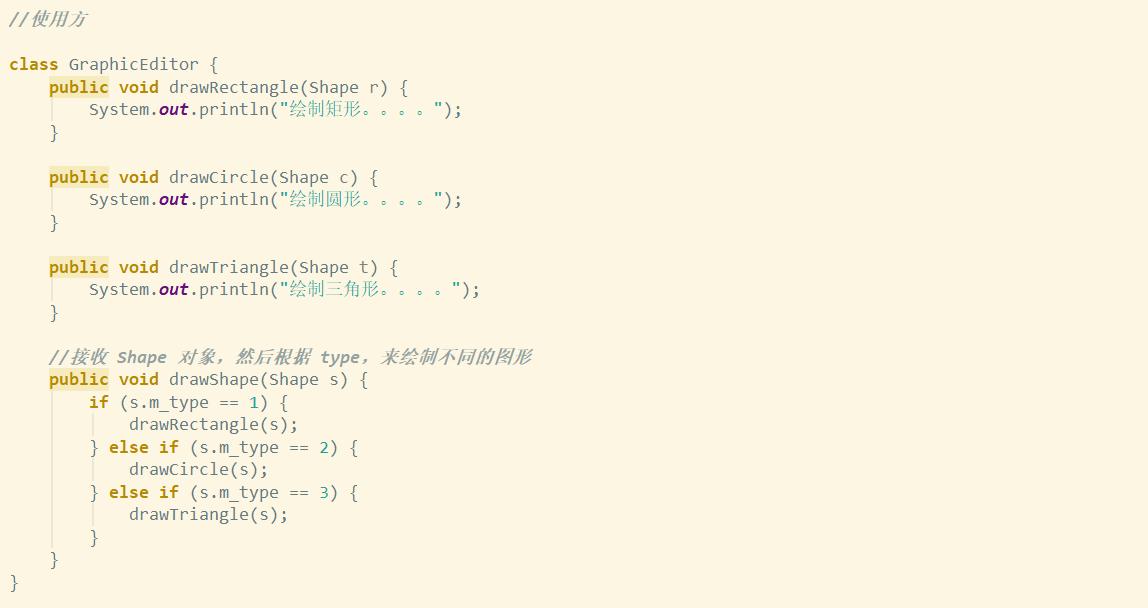 //使用方
class GraphicEditor {
public void drawRectangle(Shape r) {
System.out.println("绘制矩形。。。。");
}
public void drawCircle(Shape c) {
System.out.println("绘制圆形。。。。");
}
public void drawTriangle(Shape t) {
System.out.println("绘制三角形。。。。");
}
//接收 Shape 对象，然后根据 type，来绘制不同的图形
public void drawShape(Shape s) {
if (s.m_type == 1) {
drawRectangle(s);
} else if (s.m_type == 2) {
drawCircle(s);
} else if (s.m_type == 3) {
drawTriangle(s);
}
}
}